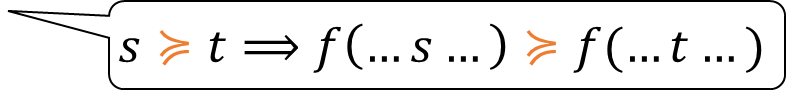 s ≽ t ⟹ f(… s …) ≽ f(… t …)